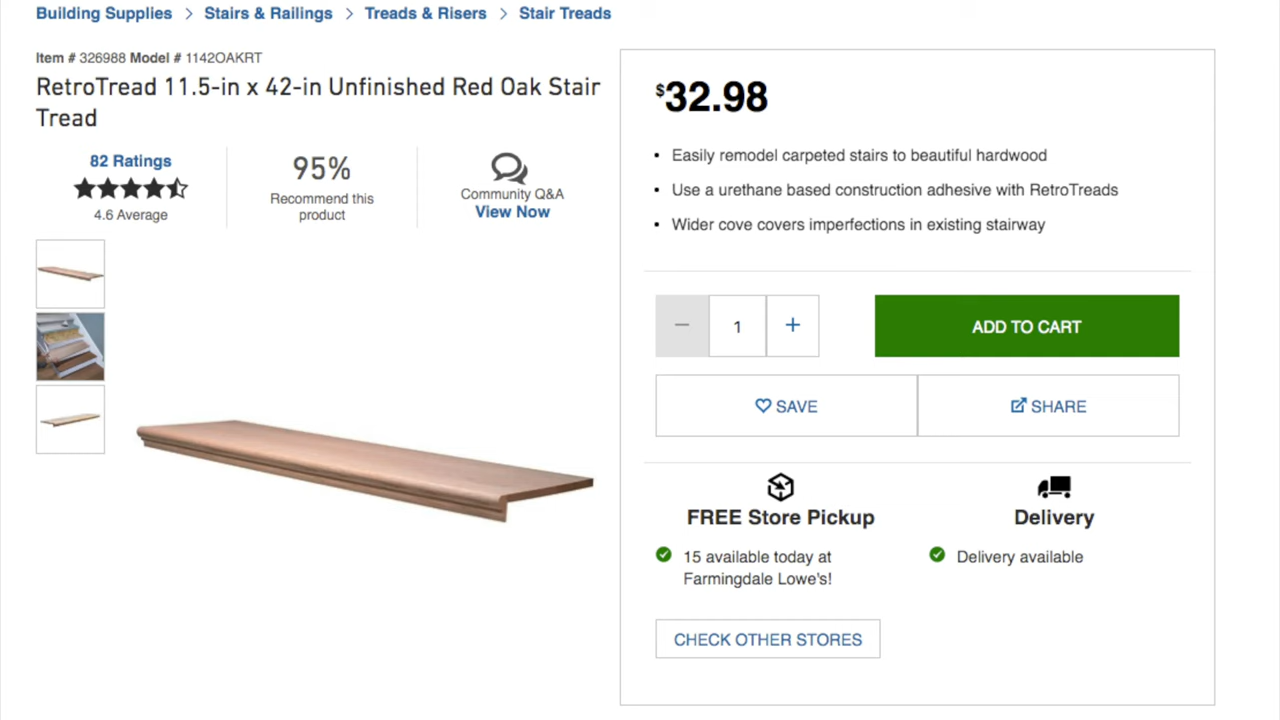 Building Supplies > Stairs & Railings > Treads & Risers > Stair Treads
Item # 326988 Model # 1142OAKRT
RetroTread 11.5-in x 42-in Unfinished Red Oak Stair
Tread
82 Ratings
4.6 Average
95%
Recommend this
product
Community Q&A
View Now
$32.98
• Easily remodel carpeted stairs to beautiful hardwood
• Use a urethane based construction adhesive with RetroTreads
• Wider cove covers imperfections in existing stairway
− 1 +
ADD TO CART
SAVE
SHARE
FREE Store Pickup
15 available today at
Farmingdale Lowe's!
Delivery
Delivery available
CHECK OTHER STORES